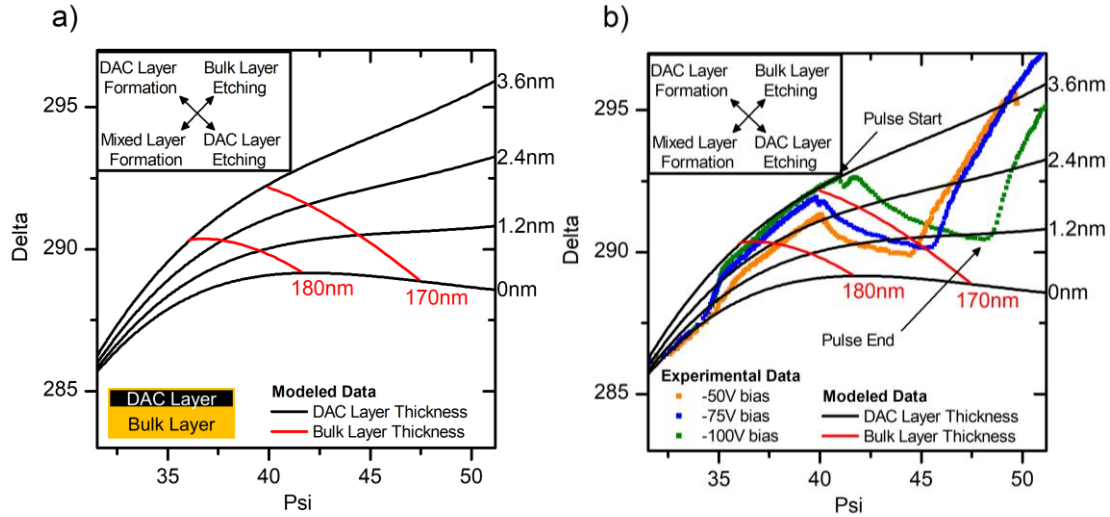 a)
DAC Layer
Formation
Bulk Layer
Etching
Mixed Layer
Formation
DAC Layer
Etching
3.6nm
2.4nm
1.2nm
0nm
180nm
170nm
295
290
285
Delta
DAC Layer
Bulk Layer
Modeled Data
DAC Layer Thickness
Bulk Layer Thickness
35
40
45
50
Psi
b)
DAC Layer
Formation
Bulk Layer
Etching
Mixed Layer
Formation
DAC Layer
Etching
Pulse Start
3.6nm
2.4nm
1.2nm
0nm
180nm
170nm
Pulse End
295
290
285
Delta
Experimental Data
-50V bias
-75V bias
-100V bias
Modeled Data
DAC Layer Thickness
Bulk Layer Thickness
35
40
45
50
Psi